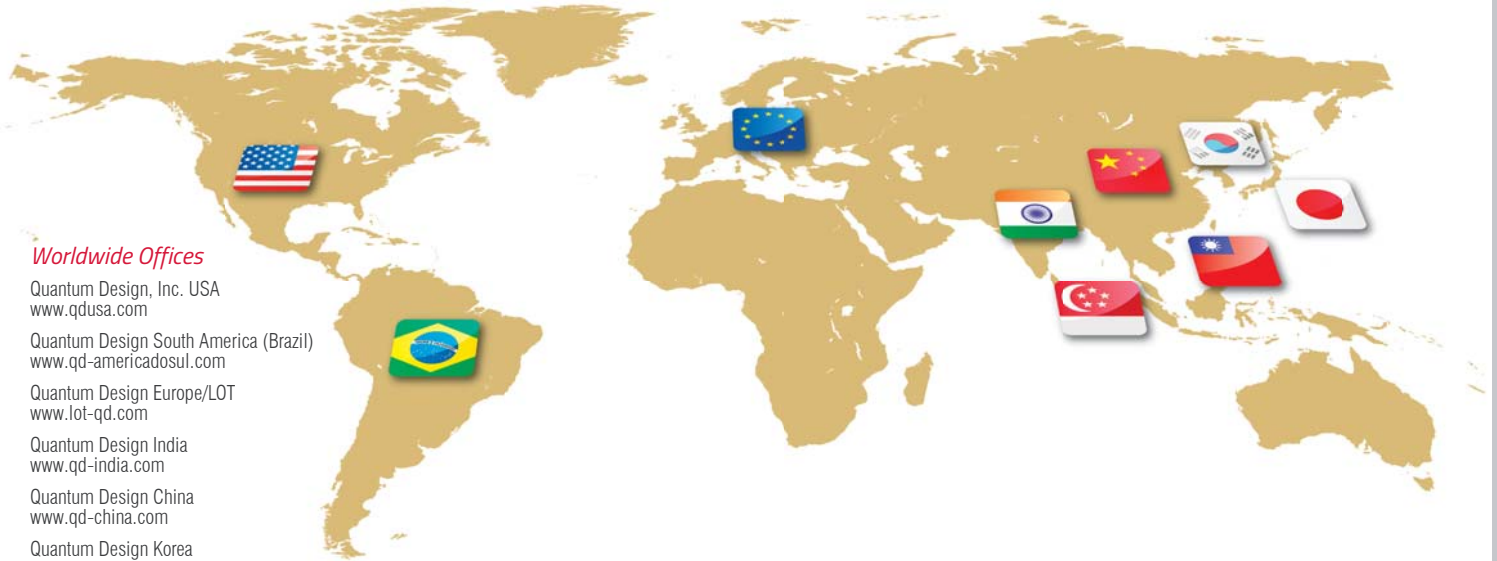 Worldwide Offices
Quantum Design, Inc. USA
www.qdusa.com
Quantum Design South America (Brazil)
www.qd-americadosul.com
Quantum Design Europe/LOT
www.lot-qd.com
Quantum Design India
www.qd-india.com
Quantum Design China
www.qd-china.com
Quantum Design Korea